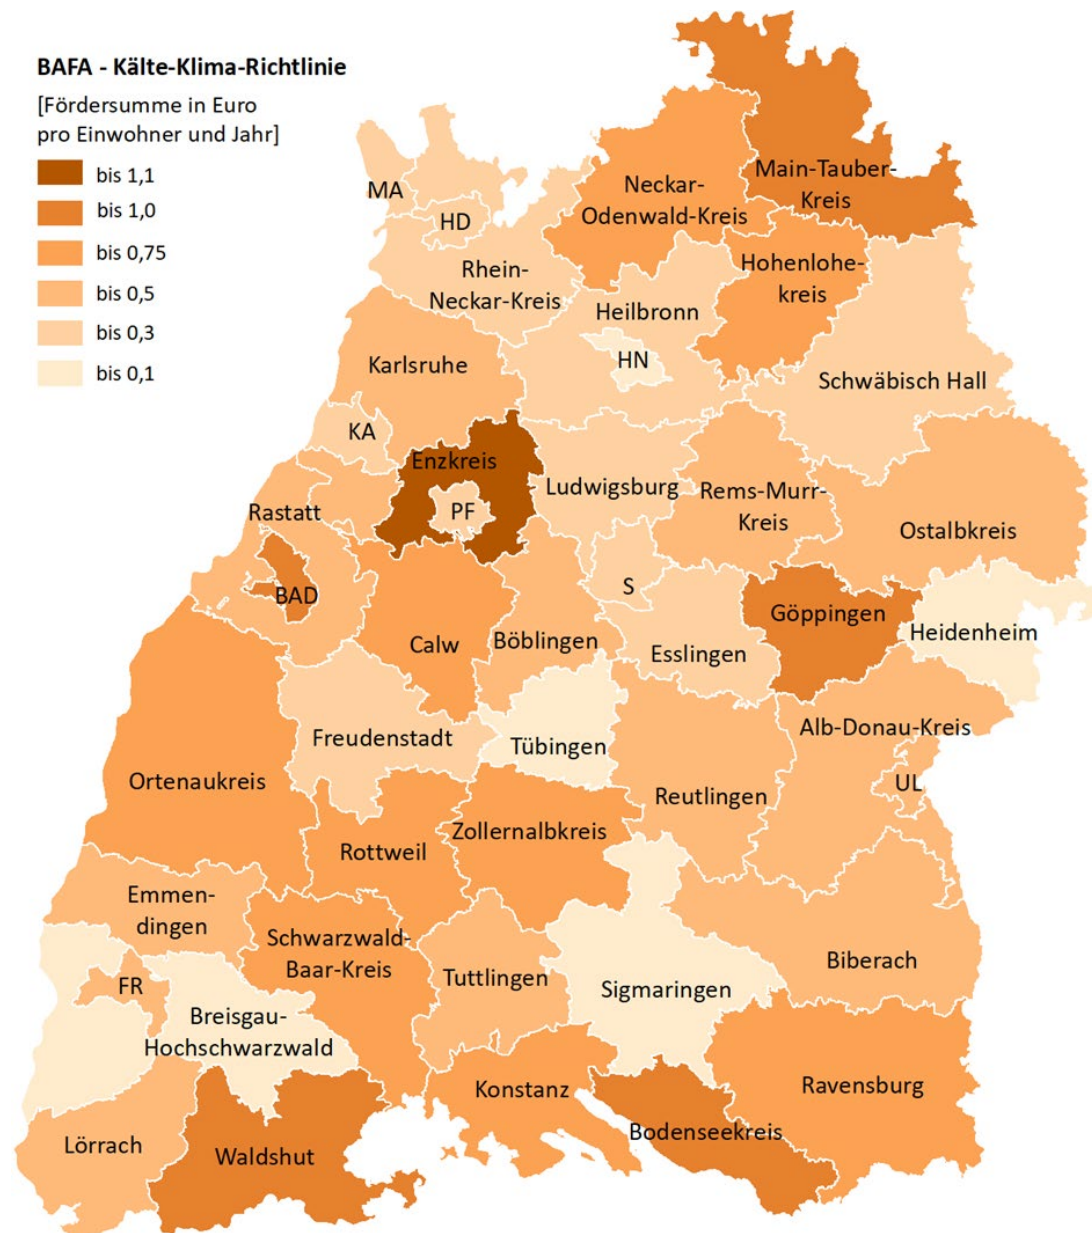 BAFA - Kälte-Klima-Richtlinie
[Fördersumme in Euro
pro Einwohner und Jahr]
bis 1,1
bis 1,0
bis 0,75
bis 0,5
bis 0,3
bis 0,1
Main-Tauber-
Kreis
Neckar-
Odenwald-Kreis
MA
HD
Rhein-
Neckar-Kreis
Hohenlohe-
kreis
Heilbronn
HN
Karlsruhe
Schwäbisch Hall
KA
Enzkreis
PF
Ludwigsburg
Rems-Murr-
Kreis
Rastatt
Ostalbkreis
BAD
S
Göppingen
Heidenheim
Calw
Böblingen
Esslingen
Freudenstadt
Tübingen
Alb-Donau-Kreis
Ortenaukreis
Reutlingen
UL
Rottweil
Zollernalbkreis
Emmen-
dingen
Schwarzwald-
Baar-Kreis
Tuttlingen
Biberach
FR
Sigmaringen
Breisgau-
Hochschwarzwald
Konstanz
Ravensburg
Lörrach
Waldshut
Bodenseekreis